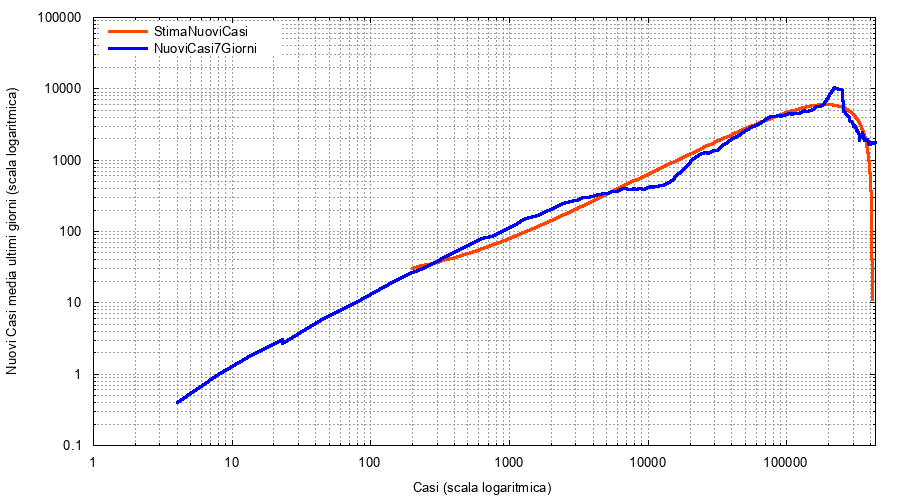 100000
10000
1000
100
10
1
0.1
StimaNuoviCasi
NuoviCasi7Giorni
Nuovi Casi media ultimi giorni (scala logaritmica)
1 10 100 1000 10000 100000
Casi (scala logaritmica)